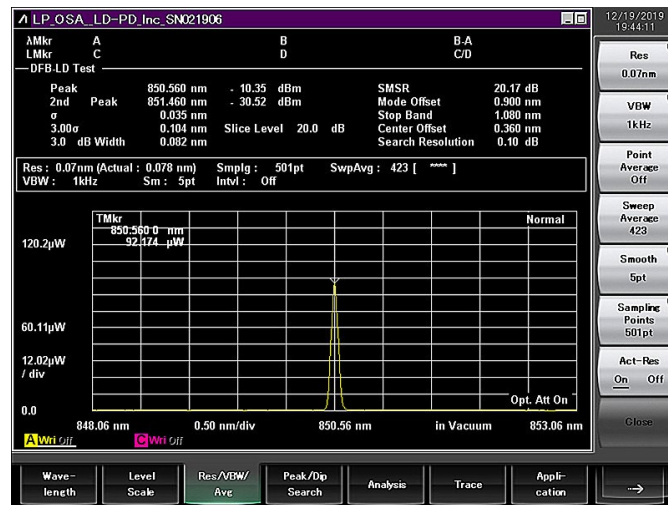 LP_OSA__LD-PD_Inc_SN021906
12/19/2019
19:44:11
λMkr A B B-A
LMkr C D C/D
DFB-LD Test
Peak 850.560 nm - 10.35 dBm SMSR 20.17 dB
2nd Peak 851.460 nm - 30.52 dBm Mode Offset 0.900 nm
σ 0.035 nm Stop Band 1.080 nm
3.00σ 0.104 nm Slice Level 20.0 dB Center Offset 0.360 nm
3.0 dB Width 0.082 nm Search Resolution 0.10 dB
Res : 0.07nm (Actual : 0.078 nm) Smplg : 501pt SwpAvg : 423 [ **** ]
VBW : 1kHz Sm : 5pt Intvl : Off
TMkr Normal
850.560 0 nm
92.174 µW
120.2µW
60.11µW
12.02µW
/ div
Opt. Att On
0.0
848.06 nm 0.50 nm/div 850.56 nm in Vacuum 853.06 nm
A Wri Off C Wri Off
Res
0.07nm
VBW
1kHz
Point
Average
Off
Sweep
Average
423
Smooth
5pt
Sampling
Points
501pt
Act-Res
On Off
Close
Wave-
length
Level
Scale
Res/VBW/
Avg
Peak/Dip
Search
Analysis
Trace
Appli-
cation